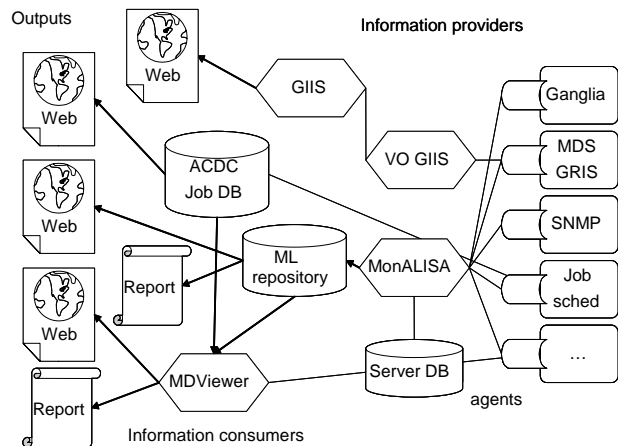 Outputs
Information providers
Web
Web
GIIS
Ganglia
VO GIIS
MDS
GRIS
ACDC
Job DB
Web
SNMP
ML
repository
MonALISA
Job
sched
Report
Web
MDViewer
Server DB
...
Report
agents
Information consumers